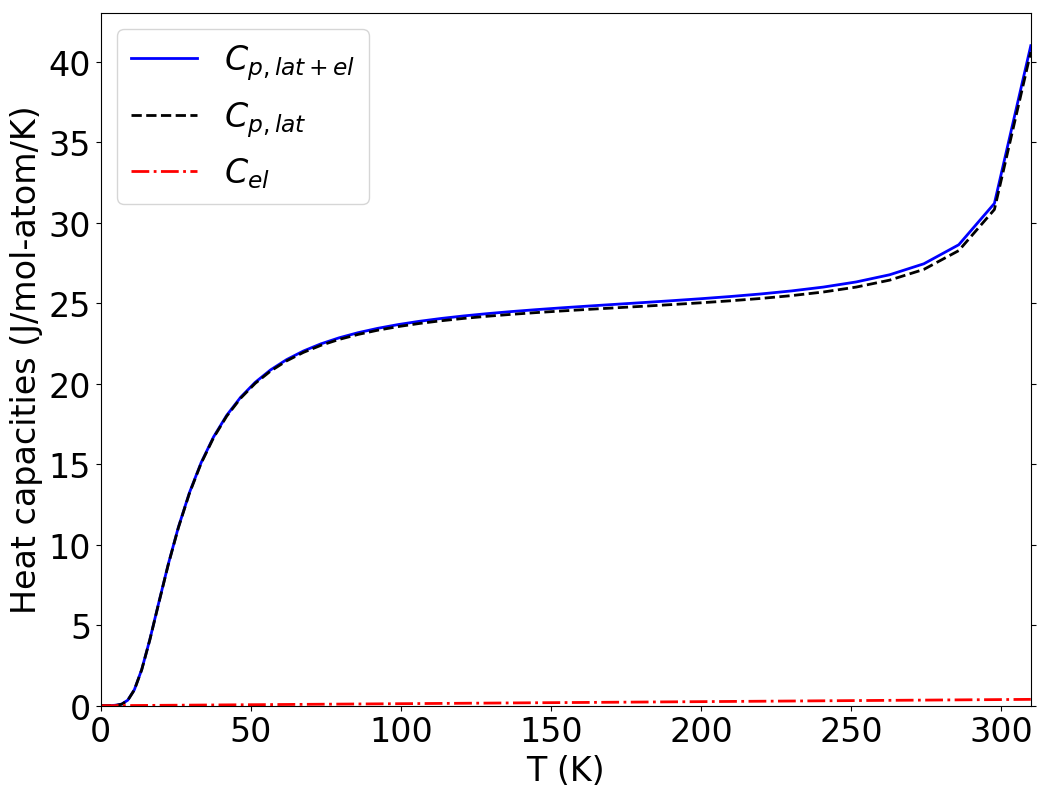 Heat capacities (J/mol-atom/K)
40
35
30
25
20
15
10
5
0
C_{p, lat+el}
C_{p, lat}
C_{el}
0 50 100 150 200 250 300
T (K)